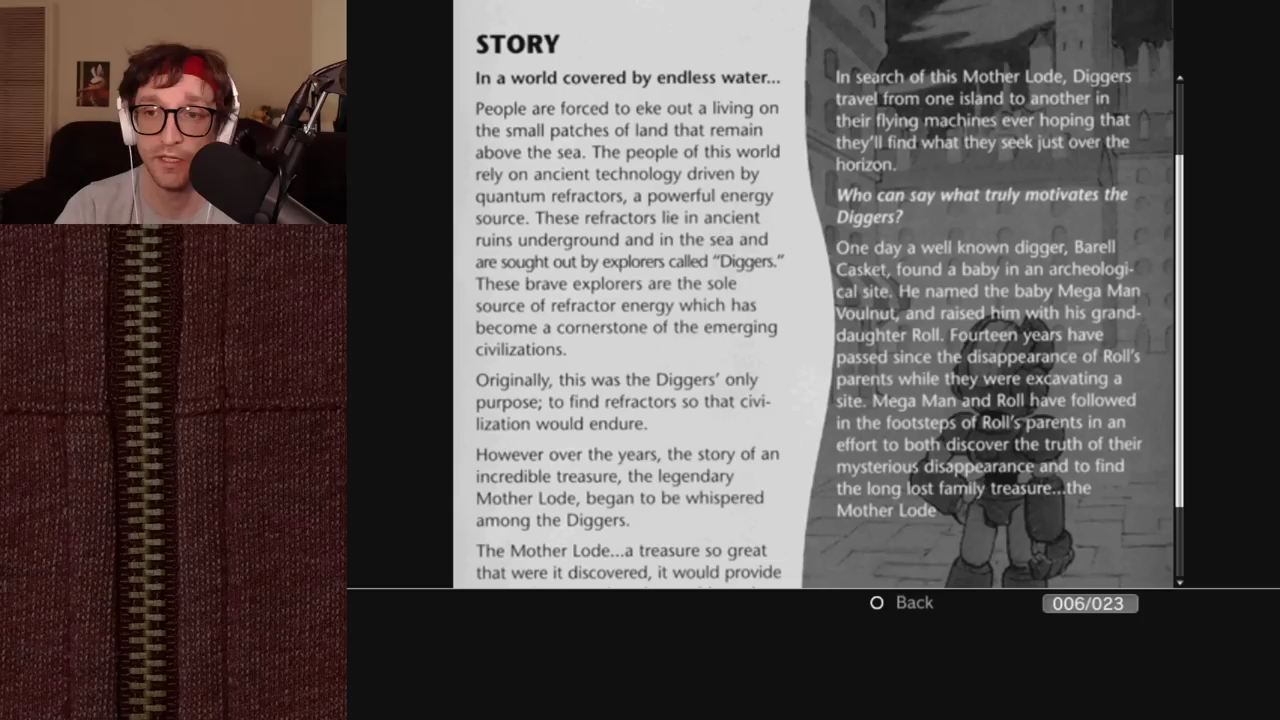 STORY
In a world covered by endless water...
People are forced to eke out a living on
the small patches of land that remain
above the sea. The people of this world
rely on ancient technology driven by
quantum refractors, a powerful energy
source. These refractors lie in ancient
ruins underground and in the sea and
are sought out by explorers called “Diggers.”
These brave explorers are the sole
source of refractor energy which has
become a cornerstone of the emerging
civilizations.
Originally, this was the Diggers’ only
purpose; to find refractors so that civi-
lization would endure.
However over the years, the story of an
incredible treasure, the legendary
Mother Lode, began to be whispered
among the Diggers.
The Mother Lode...a treasure so great
that were it discovered, it would provide
In search of this Mother Lode, Diggers
travel from one island to another in
their flying machines ever hoping that
they’ll find what they seek just over the
horizon.
Who can say what truly motivates the
Diggers?
One day a well known digger, Barell
Casket, found a baby in an archeologi-
cal site. He named the baby Mega Man
Voulnut, and raised him with his grand-
daughter Roll. Fourteen years have
passed since the disappearance of Roll’s
parents while they were excavating a
site. Mega Man and Roll have followed
in the footsteps of Roll’s parents in an
effort to both discover the truth of their
mysterious disappearance and to find
the long lost family treasure...the
Mother Lode
Back
006/023